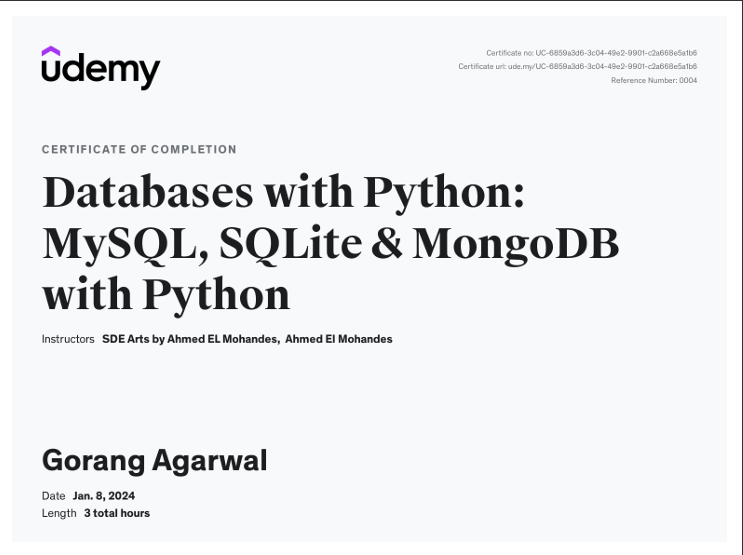 udemy
Certificate no: UC-6859a3d6-3c04-49e2-9901-c2a668e5a1b6
Certificate url: ude.my/UC-6859a3d6-3c04-49e2-9901-c2a668e5a1b6
Reference Number: 0004
CERTIFICATE OF COMPLETION
Databases with Python:
MySQL, SQLite & MongoDB
with Python
Instructors SDE Arts by Ahmed EL Mohandes, Ahmed El Mohandes
Gorang Agarwal
Date Jan. 8, 2024
Length 3 total hours